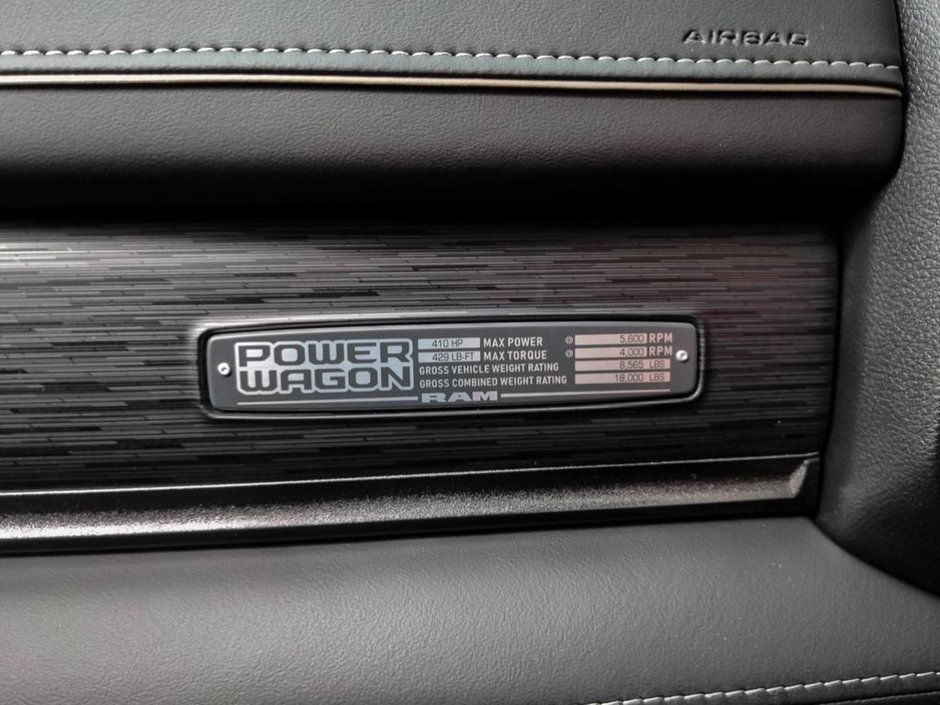 AIRBAG
POWER WAGON
410 HP MAX POWER @ 5,600 RPM
429 LB-FT MAX TORQUE @ 4,000 RPM
GROSS VEHICLE WEIGHT RATING 8,565 LBS
GROSS COMBINED WEIGHT RATING 18,000 LBS
RAM